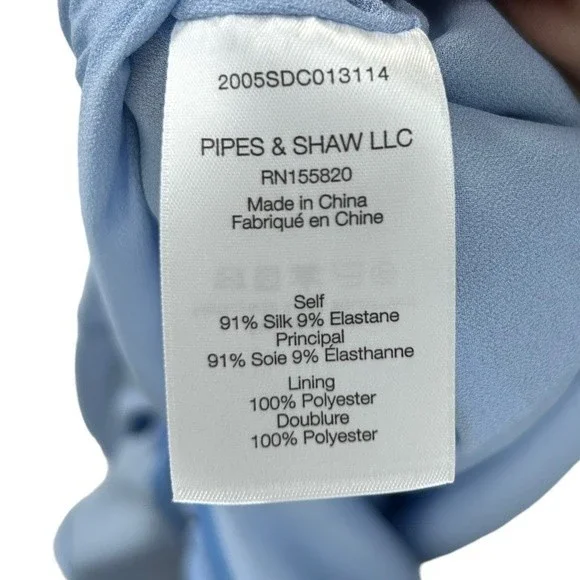 2005SDC013114
PIPES & SHAW LLC
RN155820
Made in China
Fabriqué en Chine
Self
91% Silk 9% Elastane
Principal
91% Soie 9% Élasthanne
Lining
100% Polyester
Doublure
100% Polyester